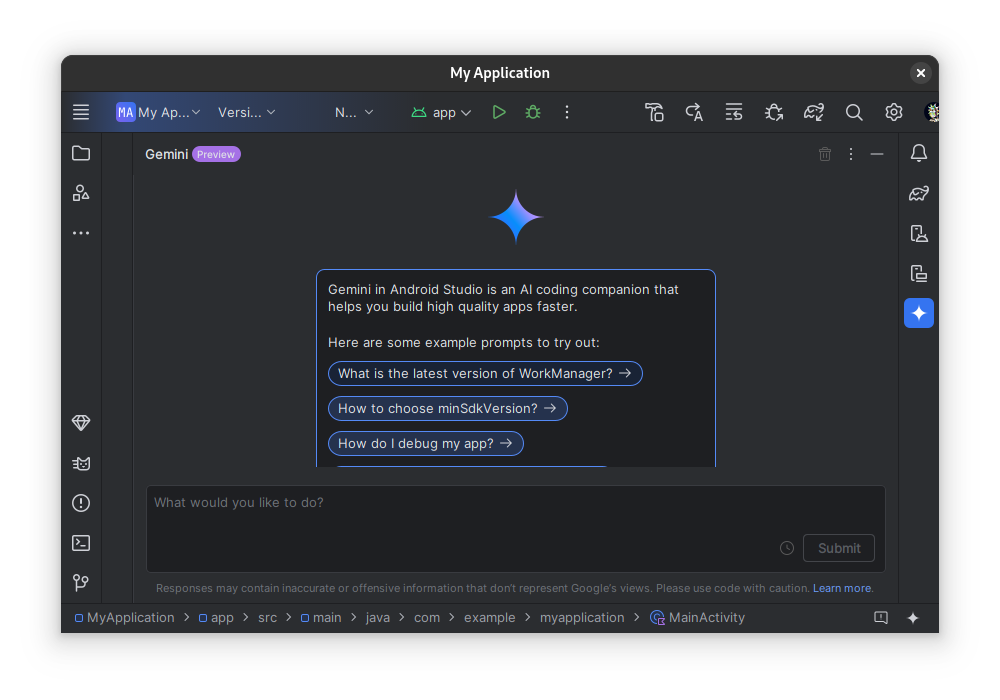 My Application
MA My Ap... Versi... N... app
Gemini Preview
Gemini in Android Studio is an AI coding companion that
helps you build high quality apps faster.
Here are some example prompts to try out:
What is the latest version of WorkManager? →
How to choose minSdkVersion? →
How do I debug my app? →
What would you like to do?
Submit
Responses may contain inaccurate or offensive information that don't represent Google's views. Please use code with caution. Learn more.
MyApplication > app > src > main > java > com > example > myapplication > MainActivity